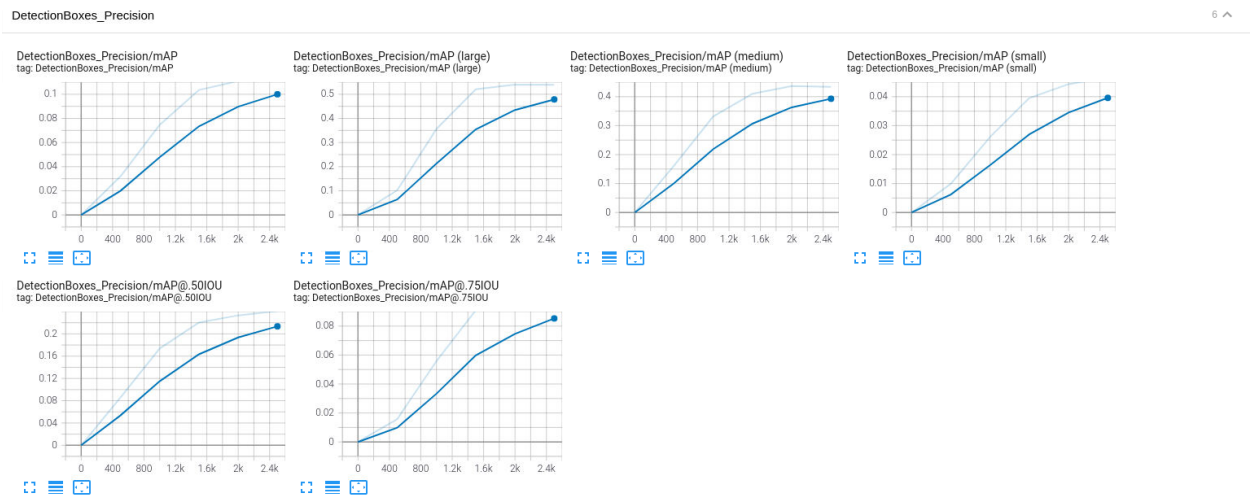 DetectionBoxes_Precision
6
DetectionBoxes_Precision/mAP
tag: DetectionBoxes_Precision/mAP
0.1
0.08
0.06
0.04
0.02
0
0 400 800 1.2k 1.6k 2k 2.4k
DetectionBoxes_Precision/mAP (large)
tag: DetectionBoxes_Precision/mAP (large)
0.5
0.4
0.3
0.2
0.1
0
0 400 800 1.2k 1.6k 2k 2.4k
DetectionBoxes_Precision/mAP (medium)
tag: DetectionBoxes_Precision/mAP (medium)
0.4
0.3
0.2
0.1
0
0 400 800 1.2k 1.6k 2k 2.4k
DetectionBoxes_Precision/mAP (small)
tag: DetectionBoxes_Precision/mAP (small)
0.04
0.03
0.02
0.01
0
0 400 800 1.2k 1.6k 2k 2.4k
DetectionBoxes_Precision/mAP@.50IOU
tag: DetectionBoxes_Precision/mAP@.50IOU
0.2
0.16
0.12
0.08
0.04
0
0 400 800 1.2k 1.6k 2k 2.4k
DetectionBoxes_Precision/mAP@.75IOU
tag: DetectionBoxes_Precision/mAP@.75IOU
0.08
0.06
0.04
0.02
0
0 400 800 1.2k 1.6k 2k 2.4k